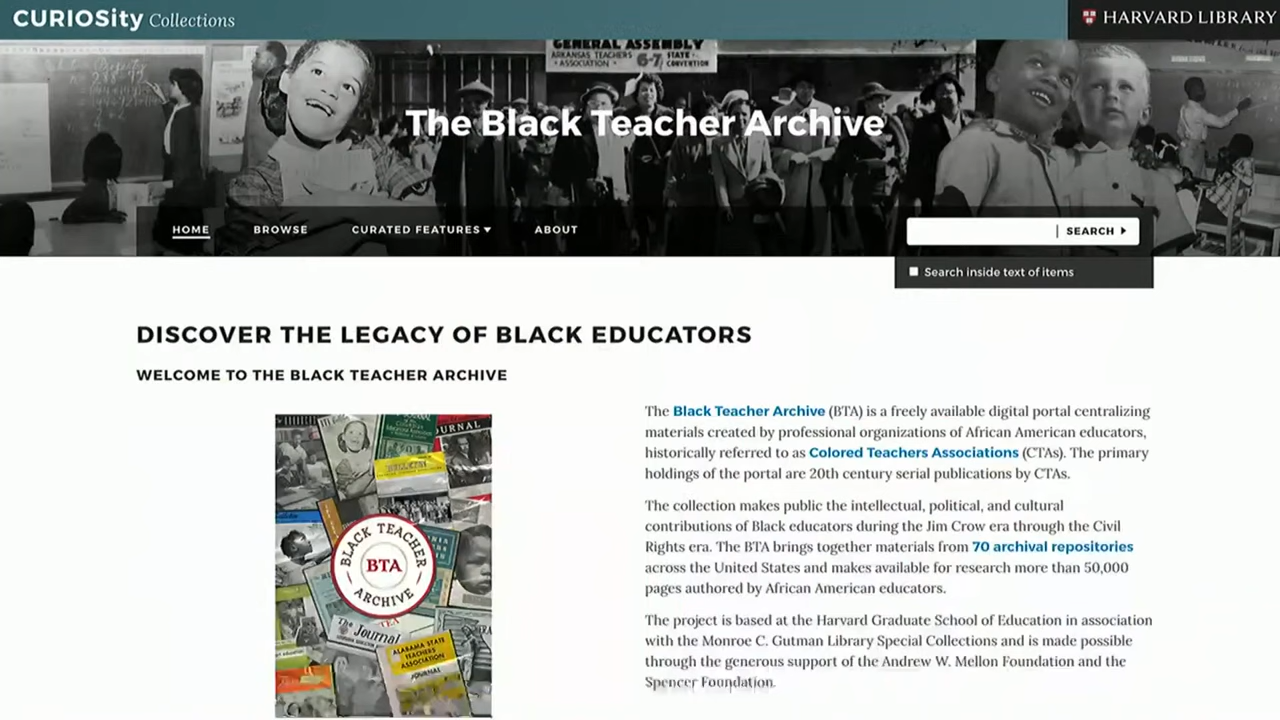 CURIOSity Collections
HARVARD LIBRARY
GENERAL ASSEMBLY
ARKANSAS TEACHERS
• ASSOCIATION •
6-7
STATE
CONVENTION
The Black Teacher Archive
HOME
BROWSE
CURATED FEATURES
ABOUT
SEARCH
Search inside text of items
DISCOVER THE LEGACY OF BLACK EDUCATORS
WELCOME TO THE BLACK TEACHER ARCHIVE
JOURNAL
BULLETIN
BLACK TEACHER
BTA
ARCHIVE
The Journal
ALABAMA STATE
TEACHERS
ASSOCIATION
JOURNAL
The Black Teacher Archive (BTA) is a freely available digital portal centralizing
materials created by professional organizations of African American educators,
historically referred to as Colored Teachers Associations (CTAs). The primary
holdings of the portal are 20th century serial publications by CTAs.
The collection makes public the intellectual, political, and cultural
contributions of Black educators during the Jim Crow era through the Civil
Rights era. The BTA brings together materials from 70 archival repositories
across the United States and makes available for research more than 50,000
pages authored by African American educators.
The project is based at the Harvard Graduate School of Education in association
with the Monroe C. Gutman Library Special Collections and is made possible
through the generous support of the Andrew W. Mellon Foundation and the
Spencer Foundation.